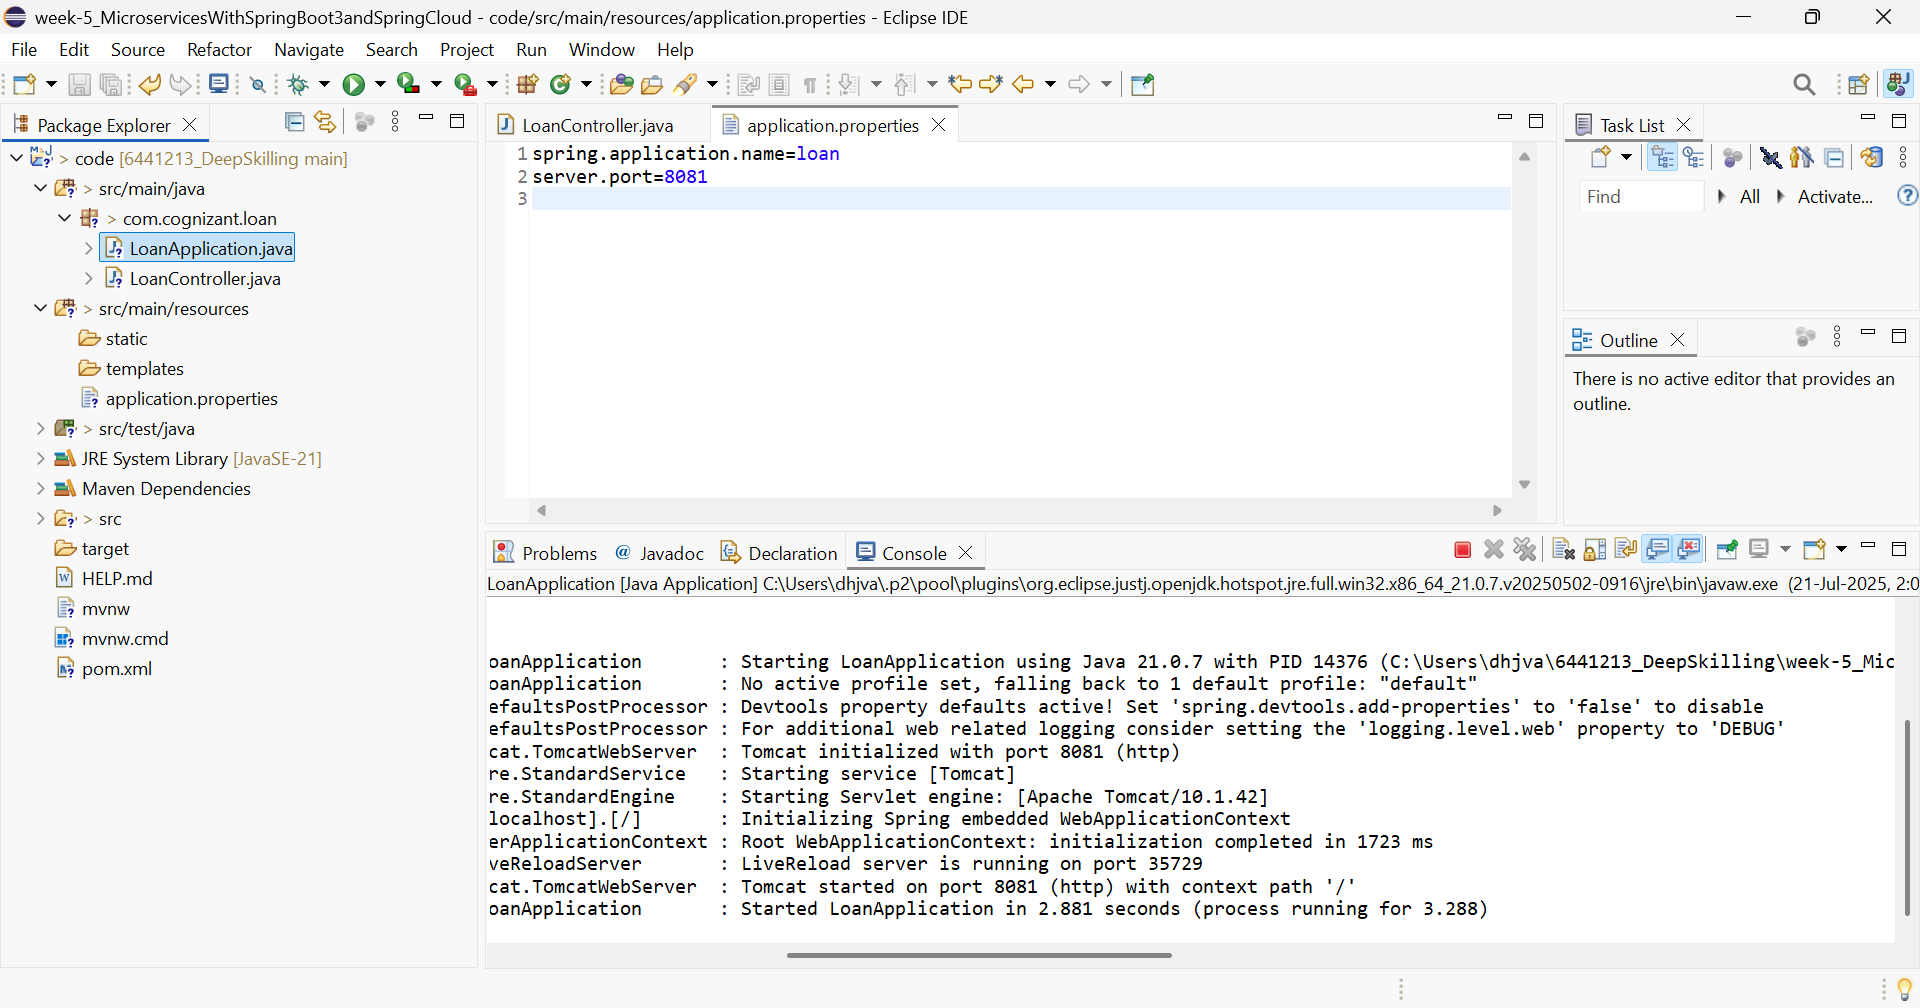 week-5_MicroservicesWithSpringBoot3andSpringCloud - code/src/main/resources/application.properties - Eclipse IDE
File Edit Source Refactor Navigate Search Project Run Window Help
Package Explorer
> code [6441213_DeepSkilling main]
> src/main/java
> com.cognizant.loan
LoanApplication.java
LoanController.java
> src/main/resources
static
templates
application.properties
> src/test/java
JRE System Library [JavaSE-21]
Maven Dependencies
> src
target
HELP.md
mvnw
mvnw.cmd
pom.xml
LoanController.java
application.properties
1 spring.application.name=loan
2 server.port=8081
3
Task List
Find All Activate...
Outline
There is no active editor that provides an
outline.
Problems @ Javadoc Declaration Console
LoanApplication [Java Application] C:\Users\dhjva\.p2\pool\plugins\org.eclipse.justj.openjdk.hotspot.jre.full.win32.x86_64_21.0.7.v20250502-0916\jre\bin\javaw.exe (21-Jul-2025, 2:0
oanApplication : Starting LoanApplication using Java 21.0.7 with PID 14376 (C:\Users\dhjva\6441213_DeepSkilling\week-5_Mic
oanApplication : No active profile set, falling back to 1 default profile: "default"
efaultsPostProcessor : Devtools property defaults active! Set 'spring.devtools.add-properties' to 'false' to disable
efaultsPostProcessor : For additional web related logging consider setting the 'logging.level.web' property to 'DEBUG'
cat.TomcatWebServer : Tomcat initialized with port 8081 (http)
re.StandardService : Starting service [Tomcat]
re.StandardEngine : Starting Servlet engine: [Apache Tomcat/10.1.42]
localhost].[/] : Initializing Spring embedded WebApplicationContext
erApplicationContext : Root WebApplicationContext: initialization completed in 1723 ms
veReloadServer : LiveReload server is running on port 35729
cat.TomcatWebServer : Tomcat started on port 8081 (http) with context path '/'
oanApplication : Started LoanApplication in 2.881 seconds (process running for 3.288)